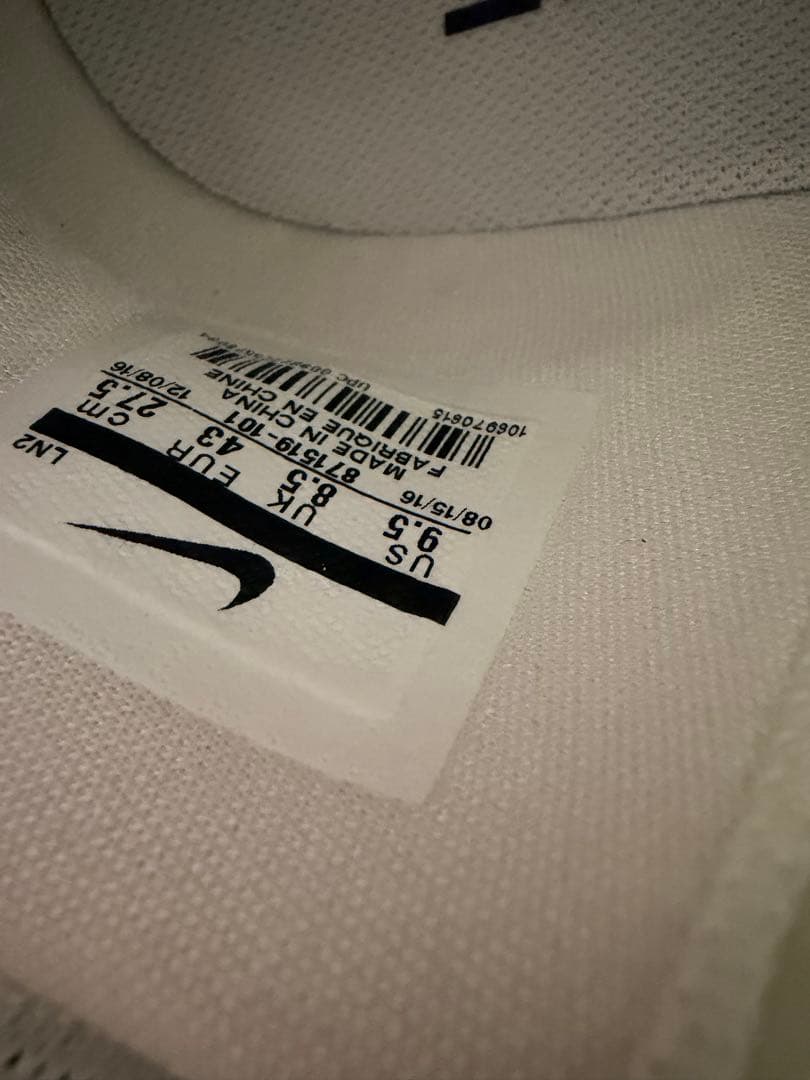 LN2
US UK EUR cm
9.5 8.5 43 27.5
08/15/16 12/08/16
871519-101
MADE IN CHINA
FABRIQUE EN CHINE
106970615
UPC